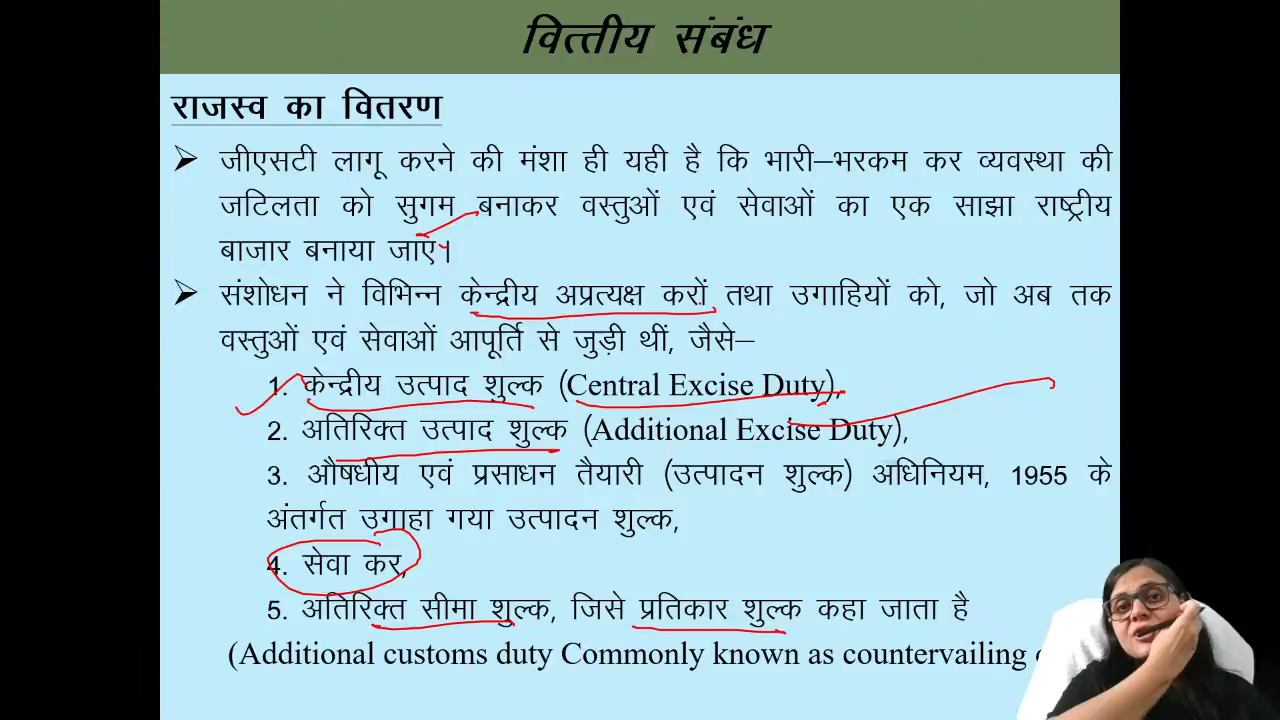 वित्तीय संबंध
राजस्व का वितरण
➢ जीएसटी लागू करने की मंशा ही यही है कि भारी–भरकम कर व्यवस्था की
जटिलता को सुगम बनाकर वस्तुओं एवं सेवाओं का एक साझा राष्ट्रीय
बाजार बनाया जाए।
➢ संशोधन ने विभिन्न केन्द्रीय अप्रत्यक्ष करों तथा उगाहियों को, जो अब तक
वस्तुओं एवं सेवाओं आपूर्ति से जुड़ी थीं, जैसे–
1. केन्द्रीय उत्पाद शुल्क (Central Excise Duty),
2. अतिरिक्त उत्पाद शुल्क (Additional Excise Duty),
3. औषधीय एवं प्रसाधन तैयारी (उत्पादन शुल्क) अधिनियम, 1955 के
अंतर्गत उगाहा गया उत्पादन शुल्क,
4. सेवा कर,
5. अतिरिक्त सीमा शुल्क, जिसे प्रतिकार शुल्क कहा जाता है
(Additional customs duty Commonly known as countervailing